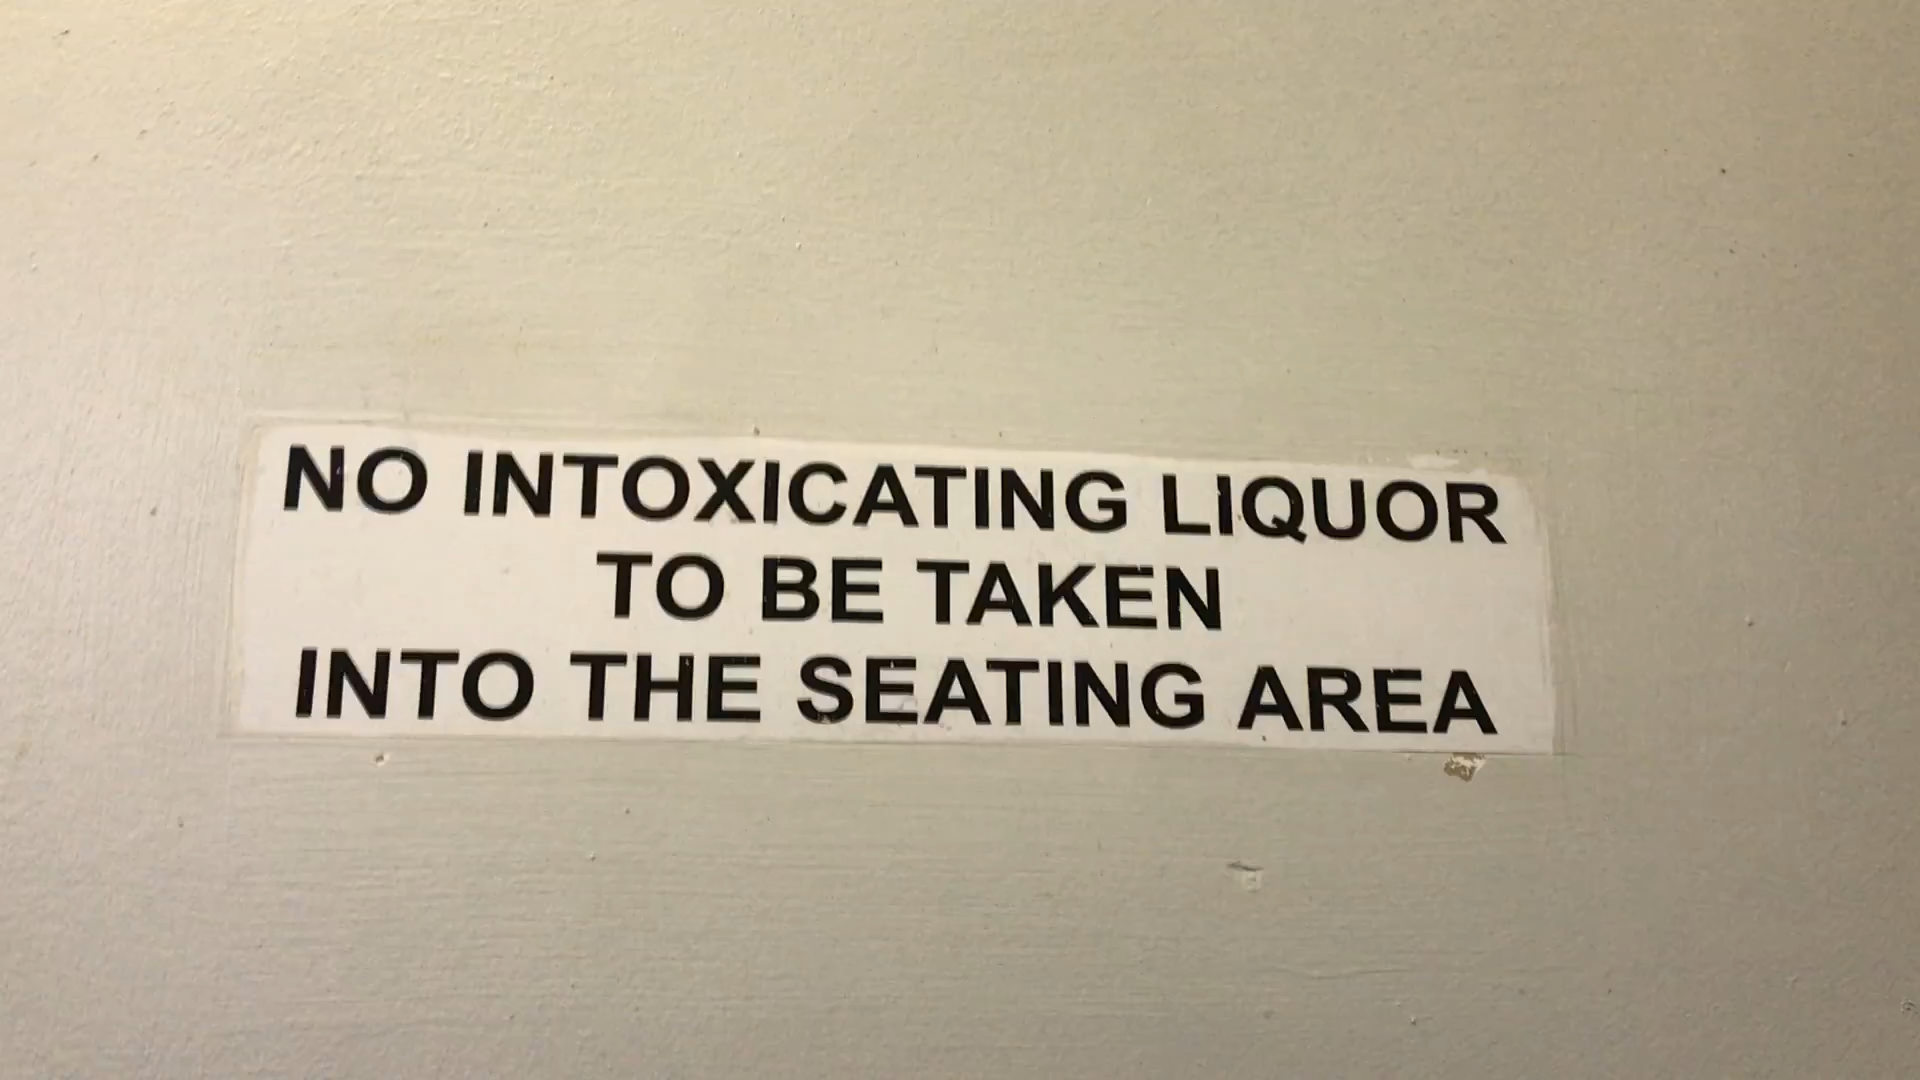 NO INTOXICATING LIQUOR
TO BE TAKEN
INTO THE SEATING AREA